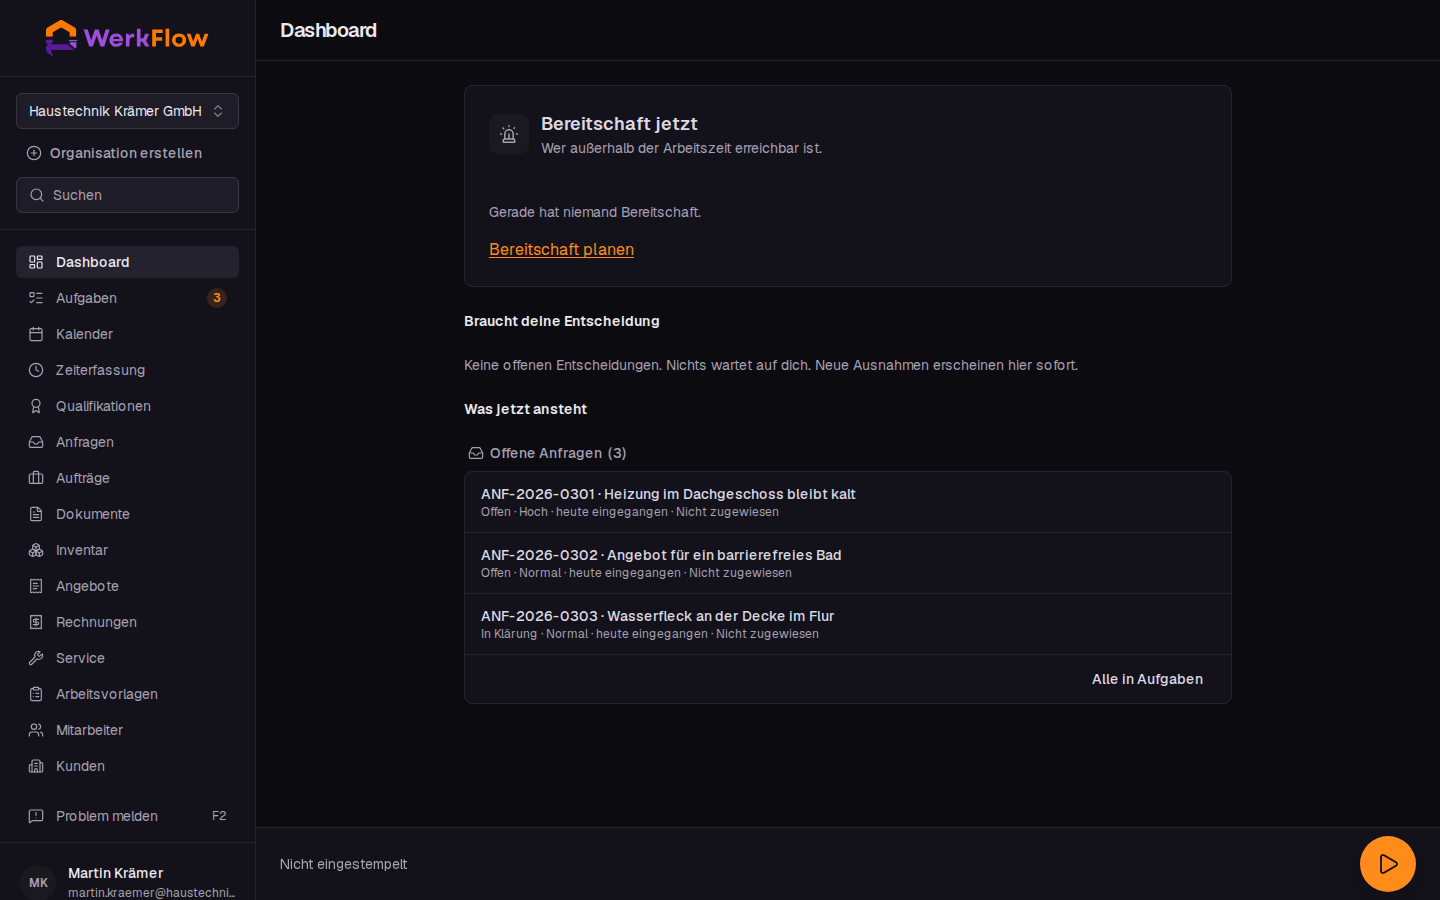 WerkFlow
Haustechnik Krämer GmbH
Organisation erstellen
Suchen
Dashboard
Aufgaben 3
Kalender
Zeiterfassung
Qualifikationen
Anfragen
Aufträge
Dokumente
Inventar
Angebote
Rechnungen
Service
Arbeitsvorlagen
Mitarbeiter
Kunden
Problem melden F2
MK
Martin Krämer
martin.kraemer@haustechni...
Dashboard
Bereitschaft jetzt
Wer außerhalb der Arbeitszeit erreichbar ist.
Gerade hat niemand Bereitschaft.
Bereitschaft planen
Braucht deine Entscheidung
Keine offenen Entscheidungen. Nichts wartet auf dich. Neue Ausnahmen erscheinen hier sofort.
Was jetzt ansteht
Offene Anfragen (3)
ANF-2026-0301 · Heizung im Dachgeschoss bleibt kalt
Offen · Hoch · heute eingegangen · Nicht zugewiesen
ANF-2026-0302 · Angebot für ein barrierefreies Bad
Offen · Normal · heute eingegangen · Nicht zugewiesen
ANF-2026-0303 · Wasserfleck an der Decke im Flur
In Klärung · Normal · heute eingegangen · Nicht zugewiesen
Alle in Aufgaben
Nicht eingestempelt